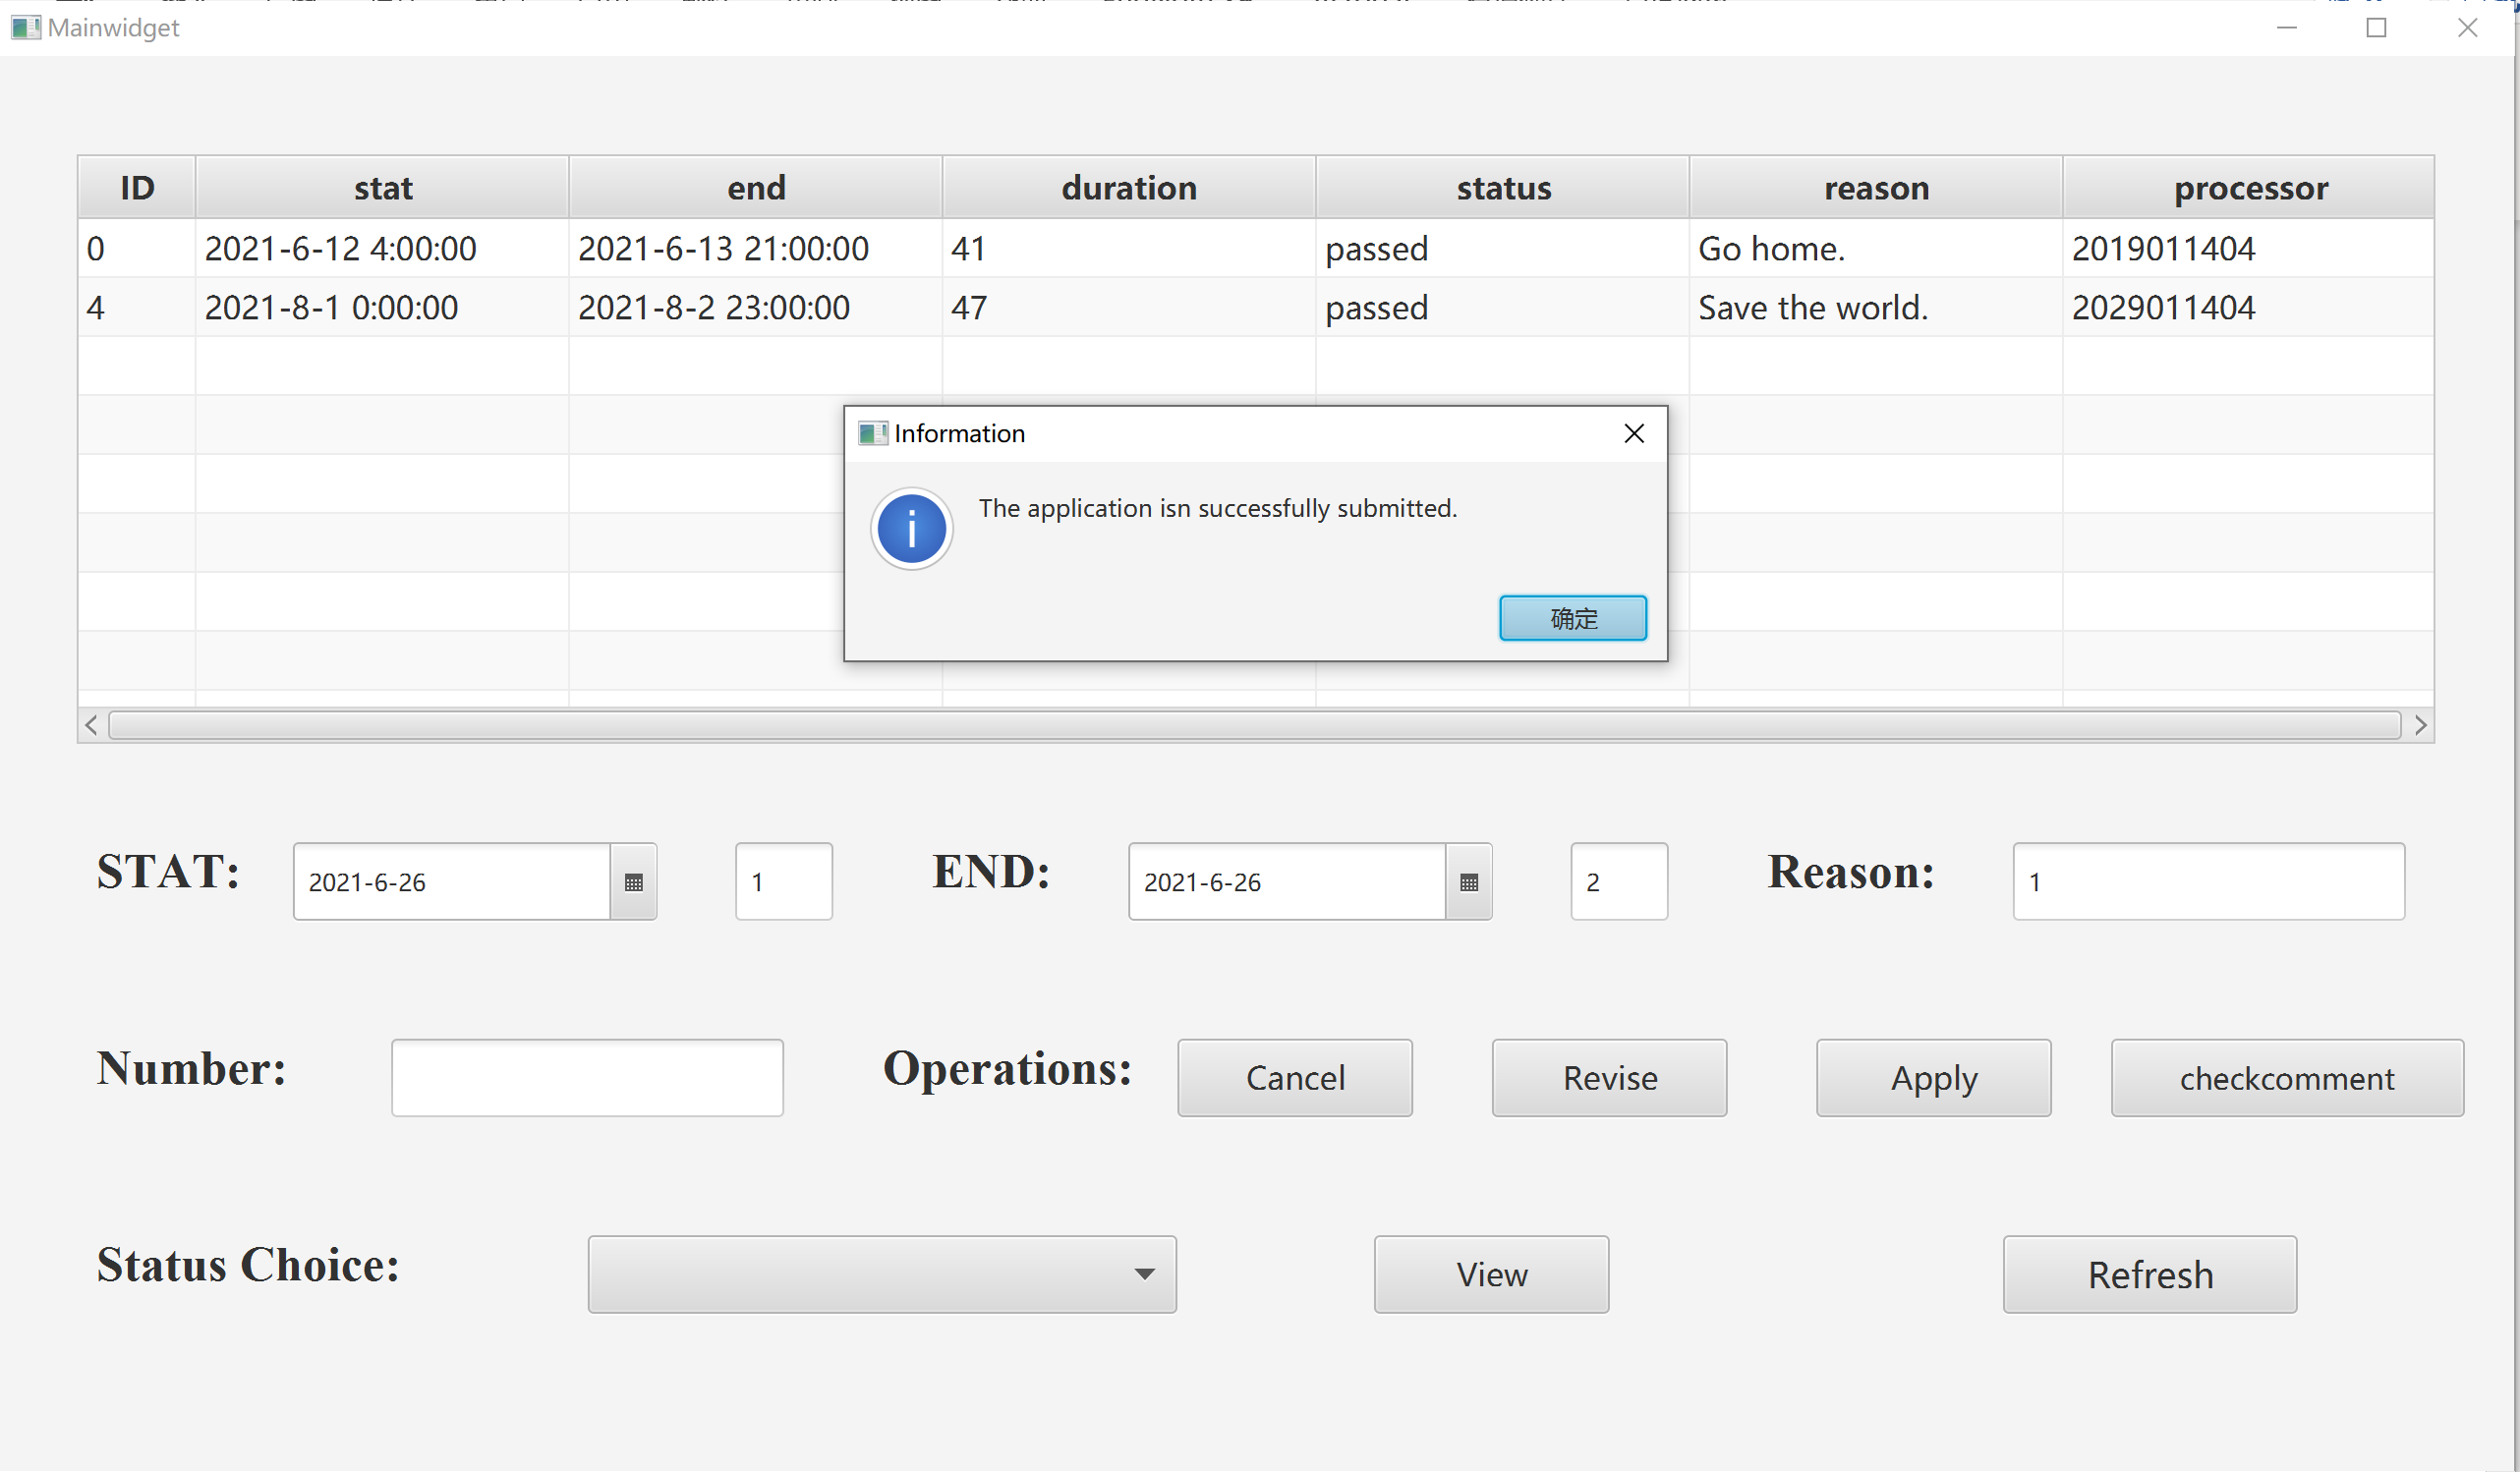 Mainwidget
ID stat end duration status reason processor
0 2021-6-12 4:00:00 2021-6-13 21:00:00 41 passed Go home. 2019011404
4 2021-8-1 0:00:00 2021-8-2 23:00:00 47 passed Save the world. 2029011404
Information
The application isn successfully submitted.
确定
STAT: 2021-6-26 1 END: 2021-6-26 2 Reason: 1
Number: Operations: Cancel Revise Apply checkcomment
Status Choice: View Refresh